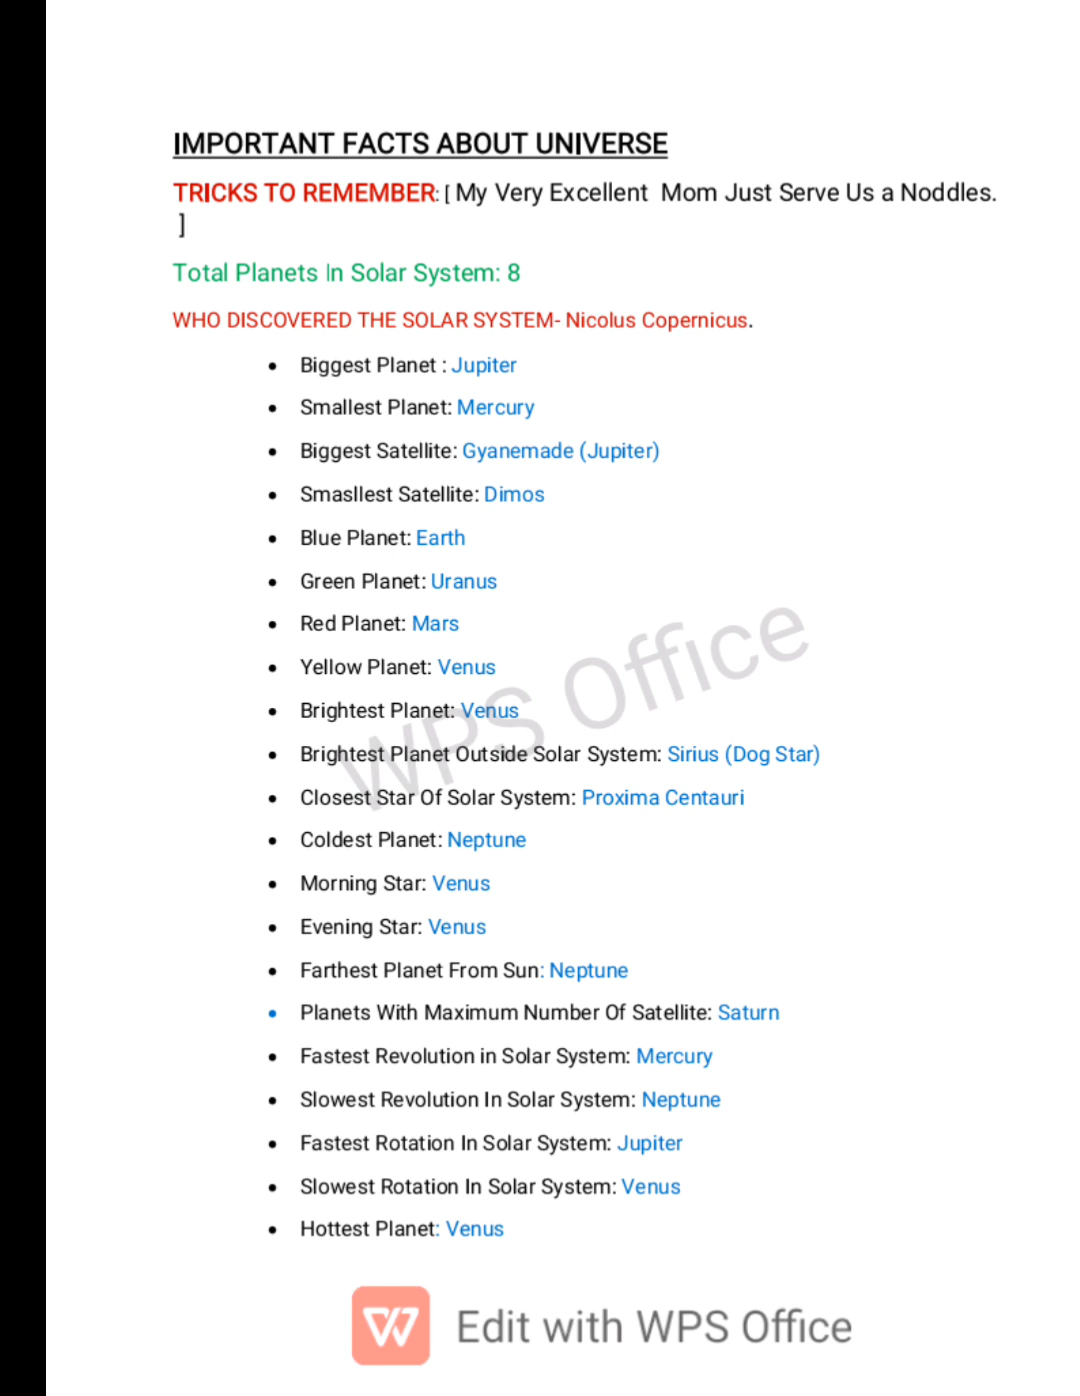 IMPORTANT FACTS ABOUT UNIVERSE
TRICKS TO REMEMBER: [ My Very Excellent Mom Just Serve Us a Noddles.
]
Total Planets In Solar System: 8
WHO DISCOVERED THE SOLAR SYSTEM- Nicolus Copernicus.
• Biggest Planet : Jupiter
• Smallest Planet: Mercury
• Biggest Satellite: Gyanemade (Jupiter)
• Smasllest Satellite: Dimos
• Blue Planet: Earth
• Green Planet: Uranus
• Red Planet: Mars
• Yellow Planet: Venus
• Brightest Planet: Venus
• Brightest Planet Outside Solar System: Sirius (Dog Star)
• Closest Star Of Solar System: Proxima Centauri
• Coldest Planet: Neptune
• Morning Star: Venus
• Evening Star: Venus
• Farthest Planet From Sun: Neptune
• Planets With Maximum Number Of Satellite: Saturn
• Fastest Revolution in Solar System: Mercury
• Slowest Revolution In Solar System: Neptune
• Fastest Rotation In Solar System: Jupiter
• Slowest Rotation In Solar System: Venus
• Hottest Planet: Venus
WPS Office
Edit with WPS Office